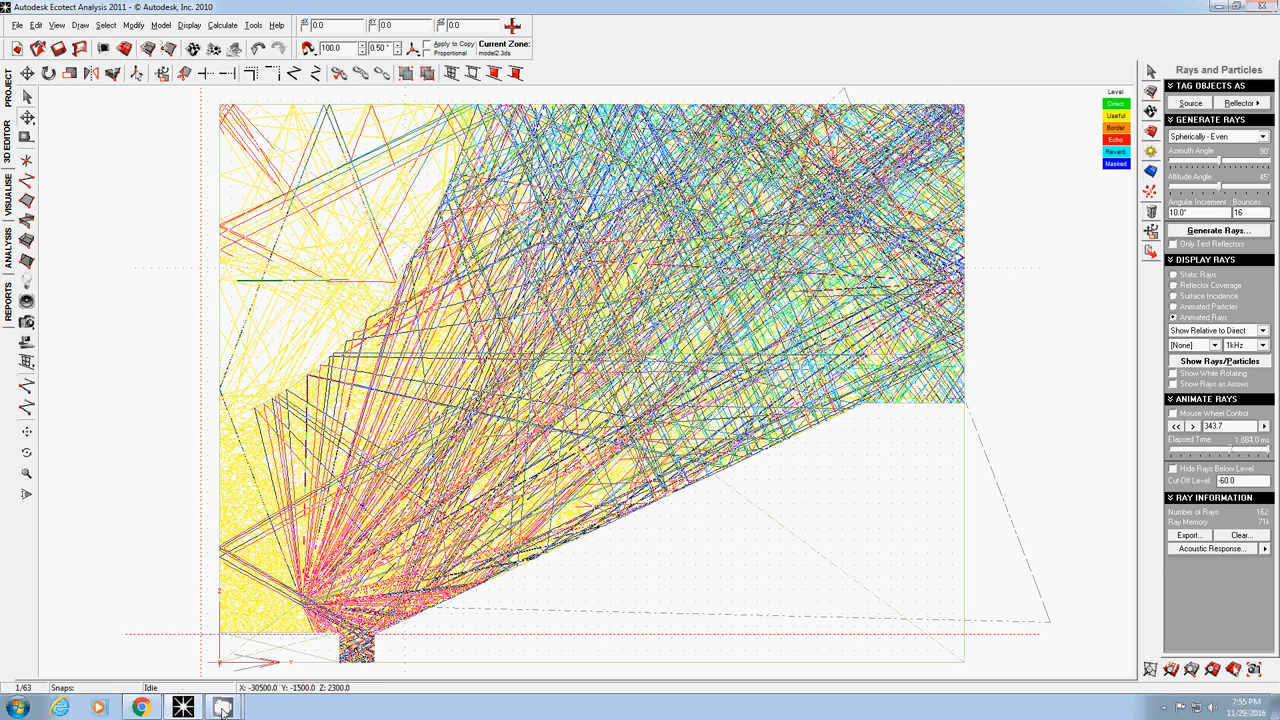 Autodesk Ecotect Analysis 2011 - © Autodesk, Inc. 2010
File Edit View Draw Select Modify Model Display Calculate Tools Help
0.0 0.0 0.0
100.0 0.50° Apply to Copy Proportional Current Zone: model2.3ds
PROJECT
3D EDITOR
VISUALISE
ANALYSIS
REPORTS
Level
Direct
Useful
Border
Echo
Reverb
Masked
Rays and Particles
TAG OBJECTS AS
Source Reflector
GENERATE RAYS
Spherically - Even
Azimuth Angle 90°
Altitude Angle 45°
Angular Increment Bounces
10.0° 16
Generate Rays...
Only Test Reflectors
DISPLAY RAYS
Static Rays
Reflector Coverage
Surface Incidence
Animated Particles
Animated Rays
Show Relative to Direct
[None] 1kHz
Show Rays/Particles
Show While Rotating
Show Rays as Arrows
ANIMATE RAYS
Mouse Wheel Control
<< > 343.7
Elapsed Time
Hide Rays Below Level
Cut-Off Level: -60.0
RAY INFORMATION
Number of Rays 162
Ray Memory 71k
Export... Clear...
Acoustic Response...
1/63 Snaps: Idle X: -30500.0 Y: -1500.0 Z: 2300.0
7:55 PM
11/29/2016